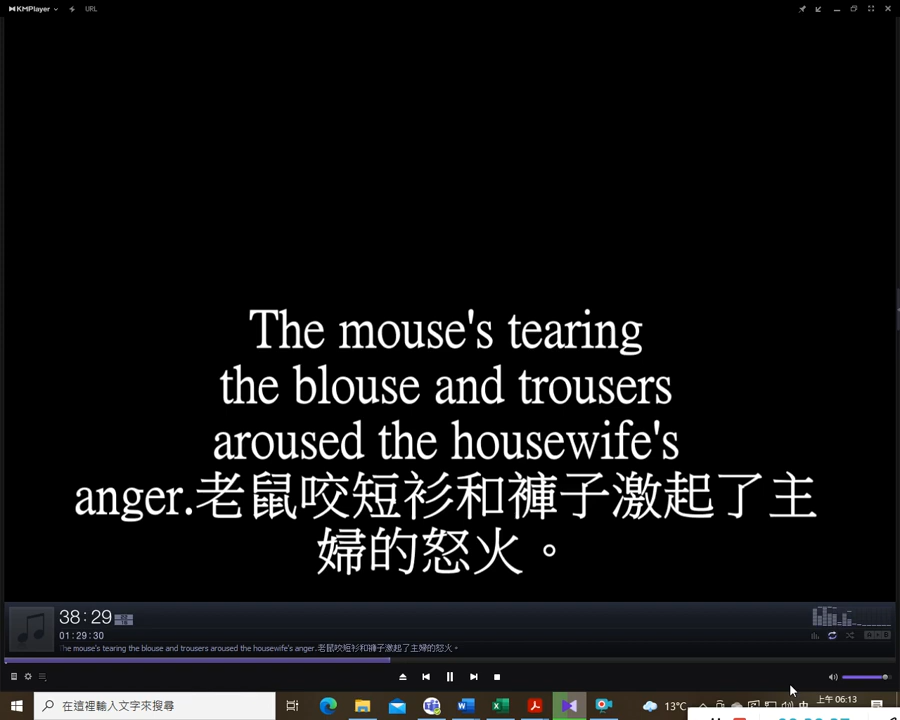 KMPlayer
URL
The mouse's tearing
the blouse and trousers
aroused the housewife's
anger.老鼠咬短衫和褲子激起了主
婦的怒火。
38:29
01:29:30
The mouse's tearing the blouse and trousers aroused the housewife's anger.老鼠咬短衫和褲子激起了主婦的怒火。
在這裡輸入文字來搜尋
13°C
中
上午 06:13